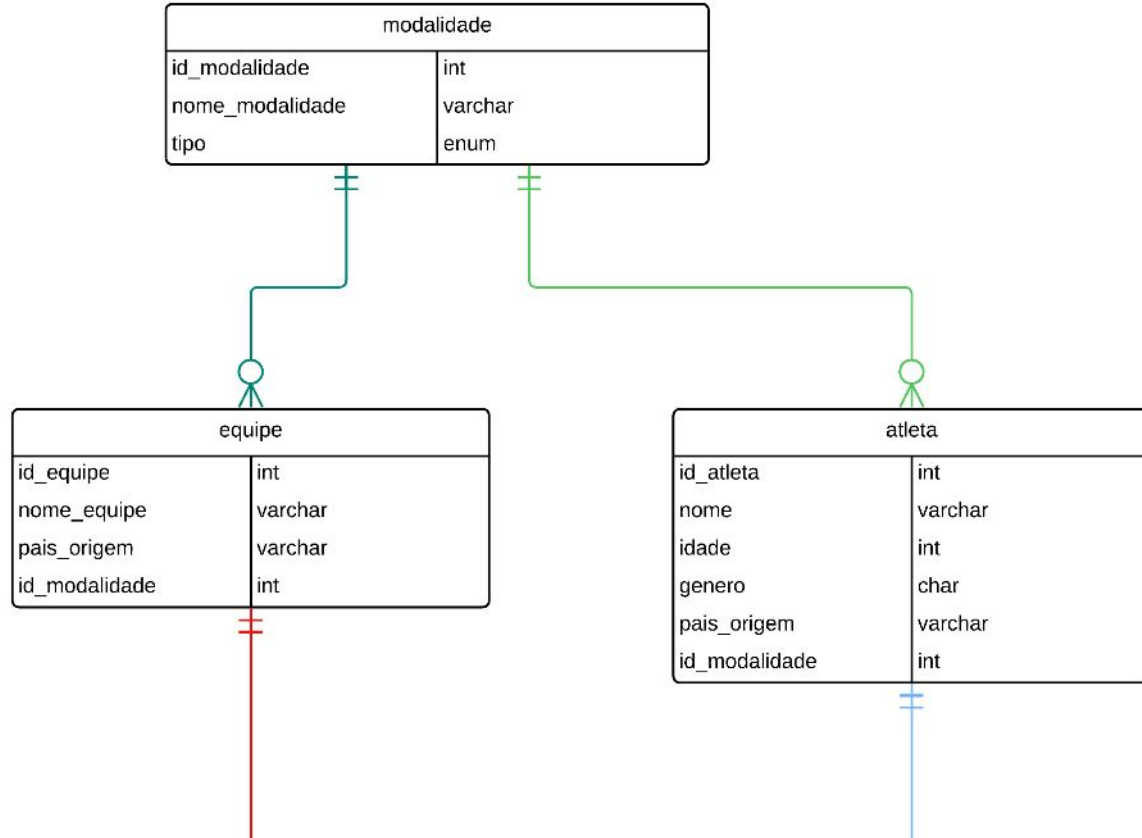 modalidade
id_modalidade int
nome_modalidade varchar
tipo enum
equipe
id_equipe int
nome_equipe varchar
pais_origem varchar
id_modalidade int
atleta
id_atleta int
nome varchar
idade int
genero char
pais_origem varchar
id_modalidade int